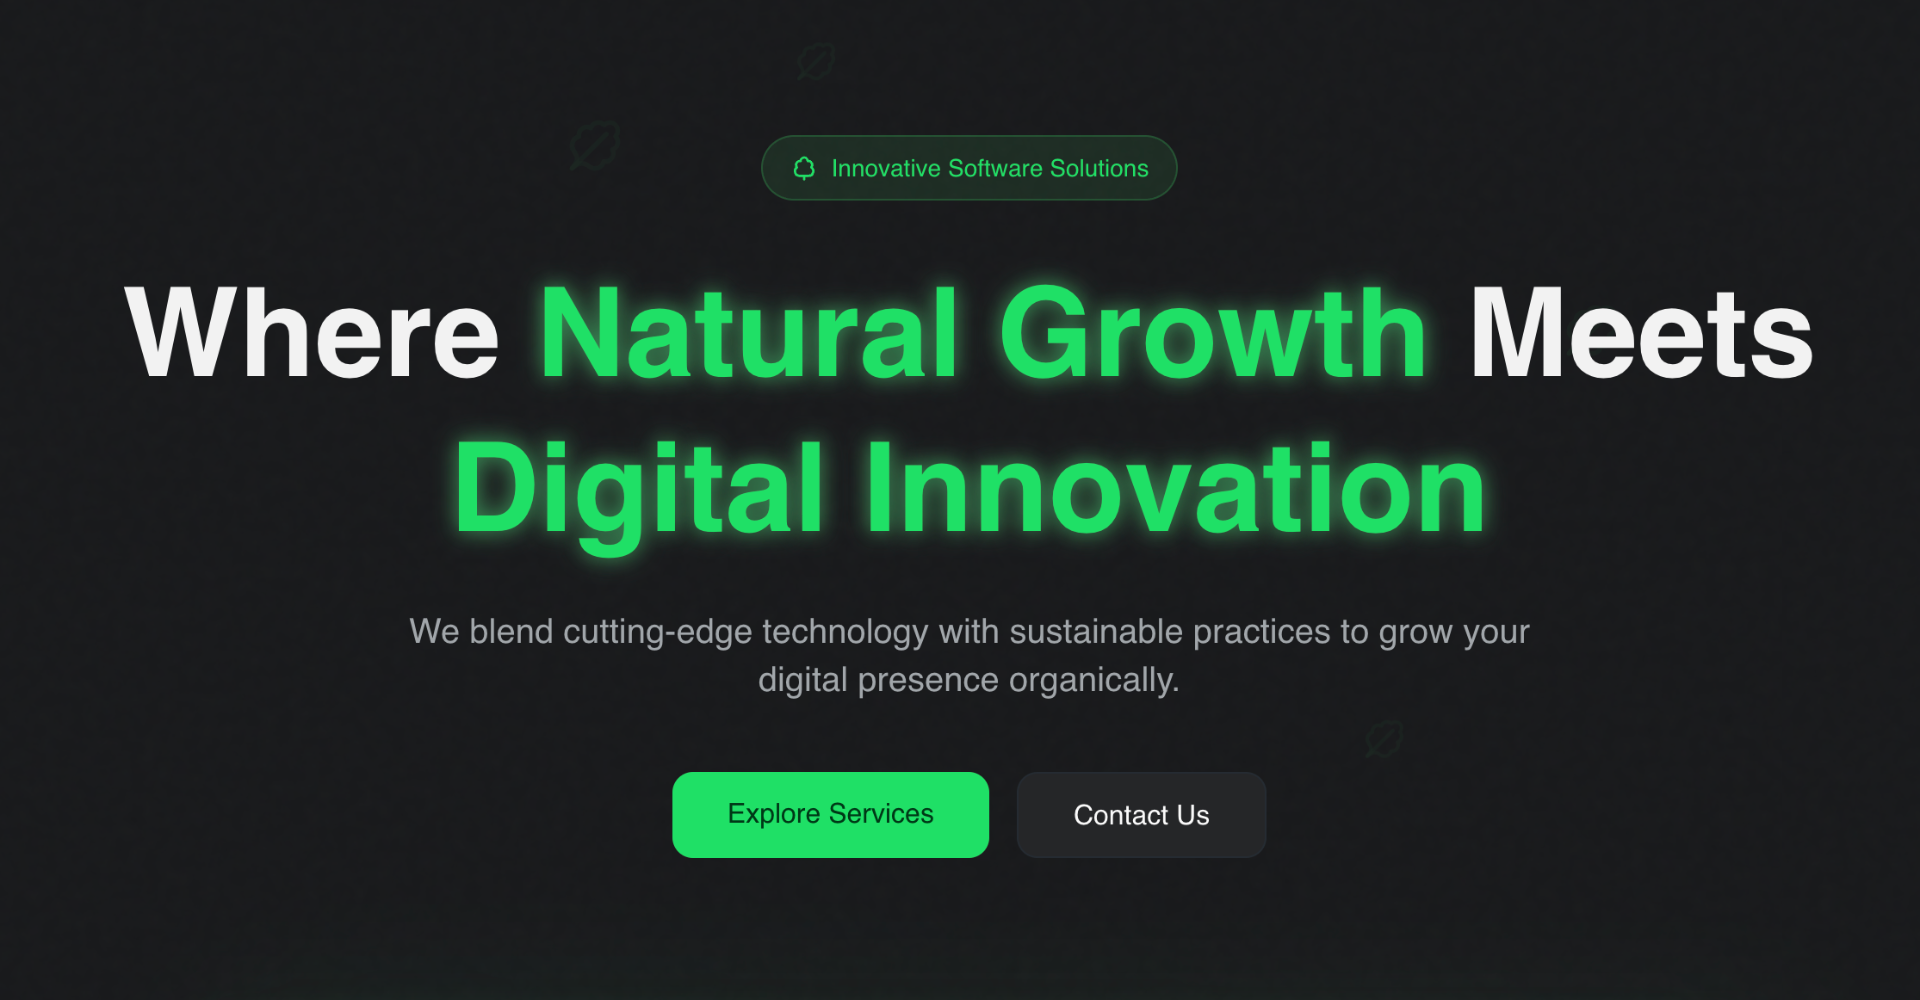 Innovative Software Solutions
Where Natural Growth Meets
Digital Innovation
We blend cutting-edge technology with sustainable practices to grow your
digital presence organically.
Explore Services
Contact Us